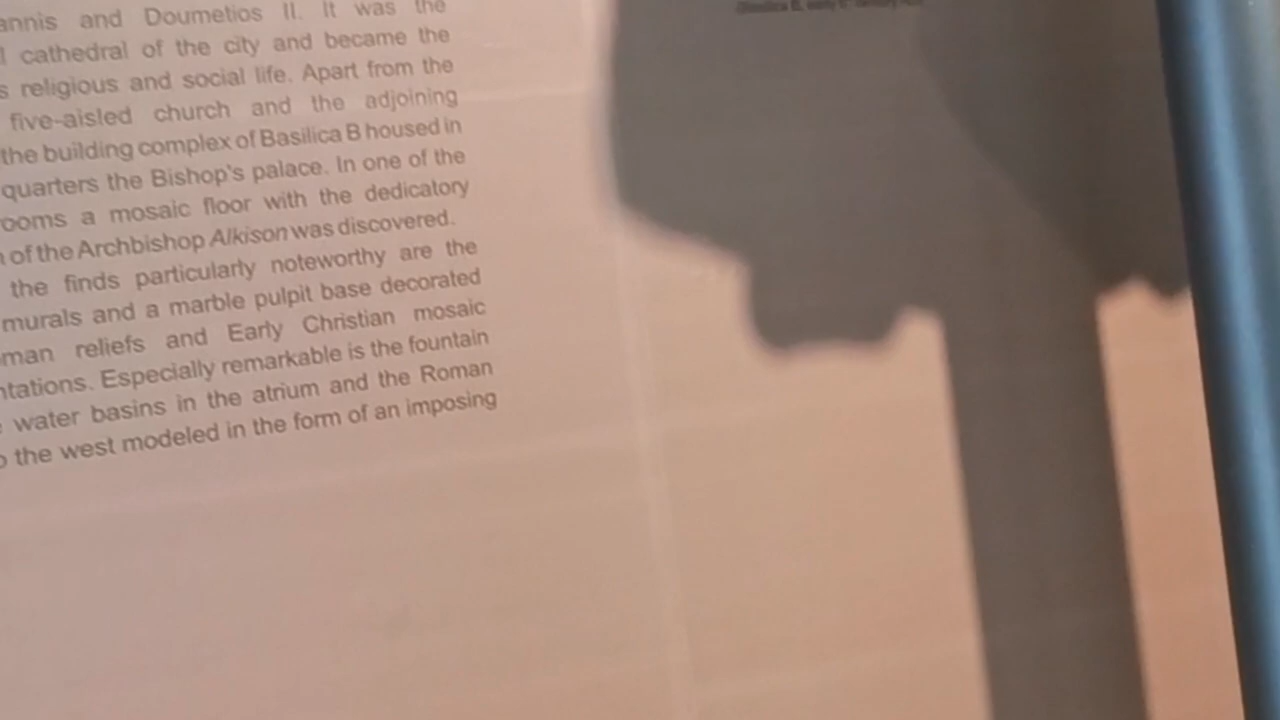 and Doumetios II. It was the
cathedral of the city and became the
religious and social life. Apart from the
five-aisled church and the adjoining
the building complex of Basilica B housed in
quarters the Bishop's palace. In one of the
ooms a mosaic floor with the dedicatory
of the Archbishop Alkison was discovered.
the finds particularly noteworthy are the
murals and a marble pulpit base decorated
man reliefs and Early Christian mosaic
ntations. Especially remarkable is the fountain
water basins in the atrium and the Roman
the west modeled in the form of an imposing